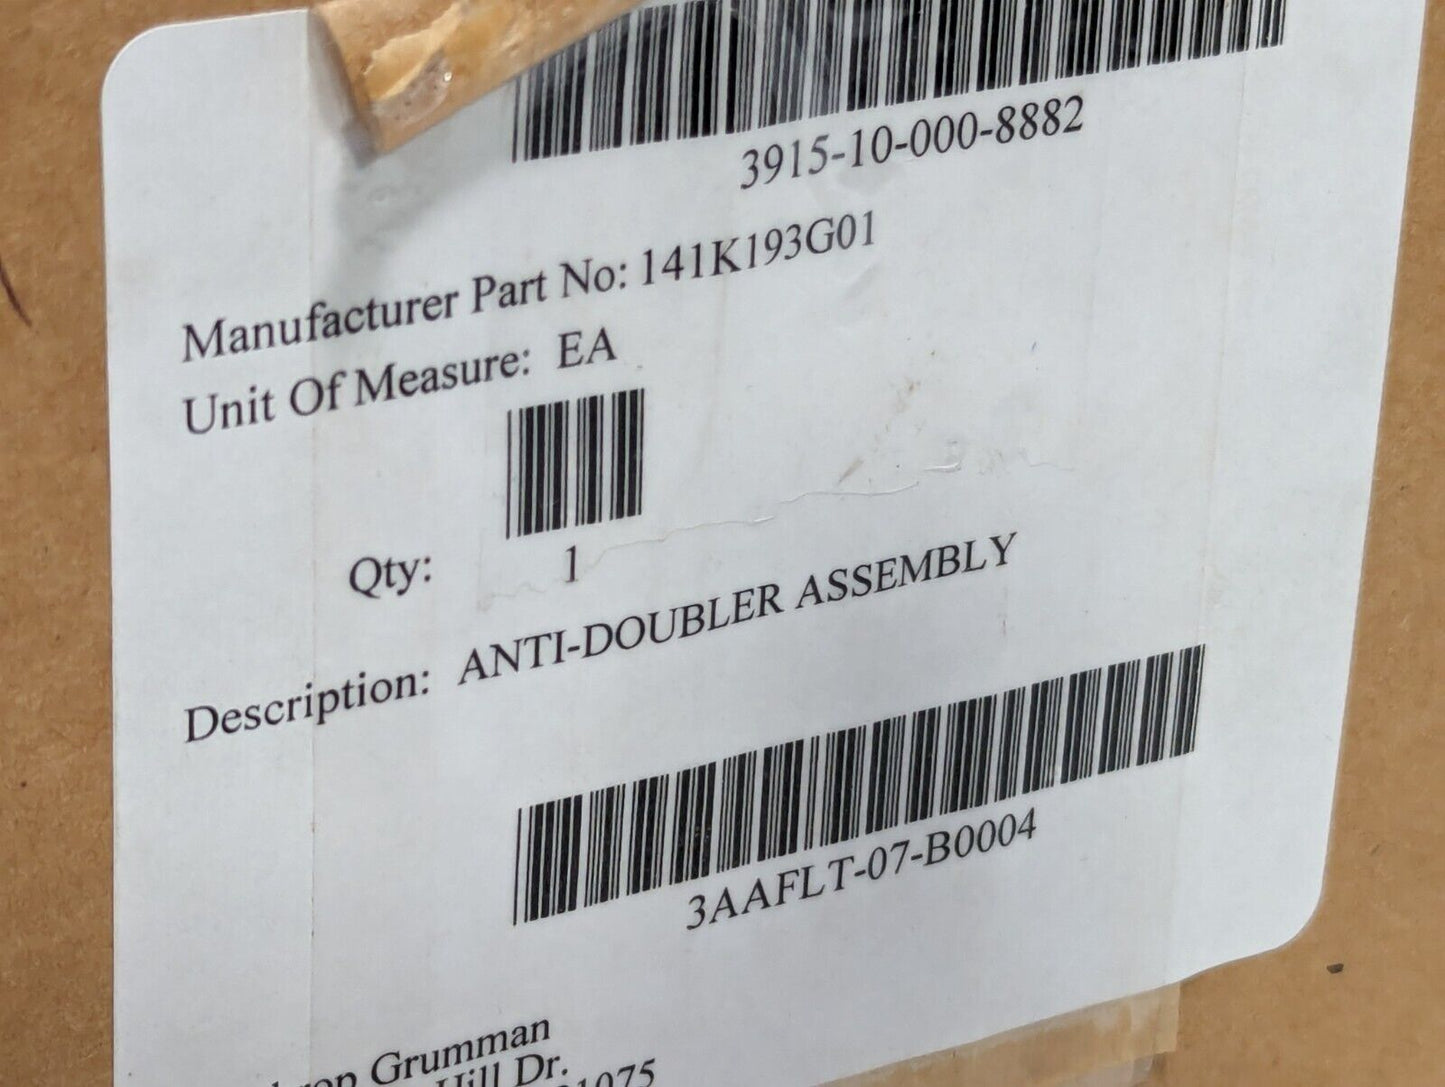 3915-10-000-8882
Manufacturer Part No: 141K193G01
Unit Of Measure: EA
Qty: 1
Description: ANTI-DOUBLER ASSEMBLY
3AAFLT-07-B0004
Grumman
Hill Dr.